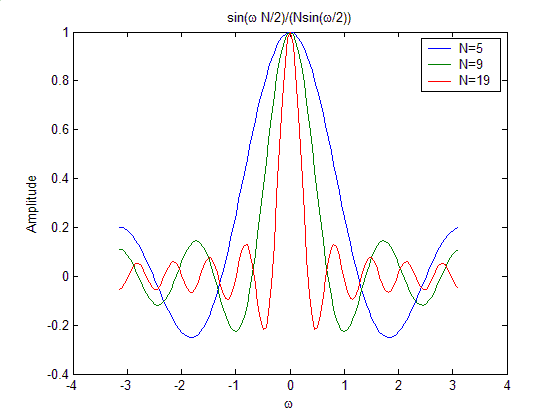 sin(ω N/2)/(Nsin(ω/2))
N=5
N=9
N=19
1
0.8
0.6
0.4
0.2
0
-0.2
-0.4
Amplitude
-4 -3 -2 -1 0 1 2 3 4
ω